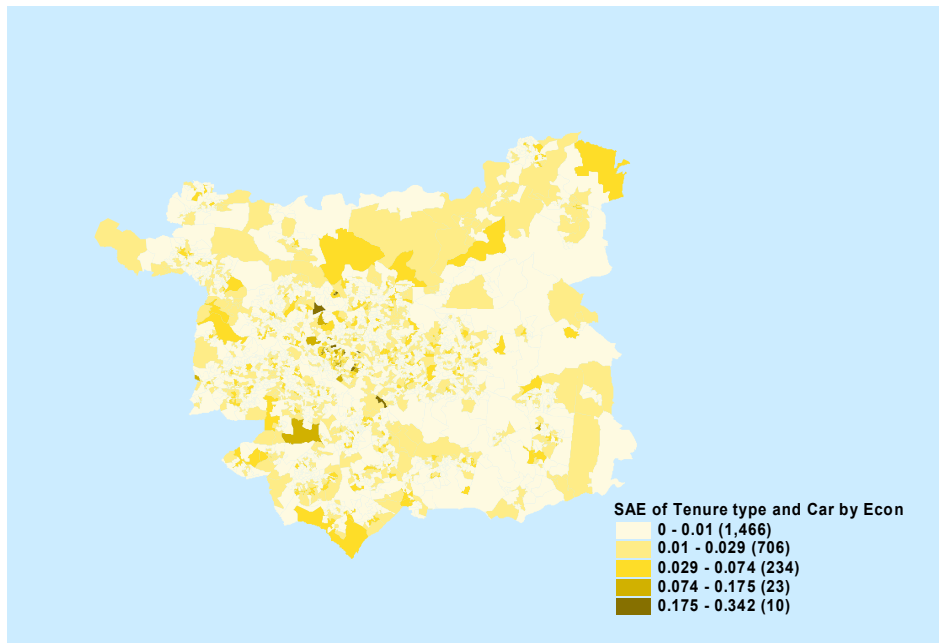 SAE of Tenure type and Car by Econ
0 - 0.01 (1,466)
0.01 - 0.029 (706)
0.029 - 0.074 (234)
0.074 - 0.175 (23)
0.175 - 0.342 (10)